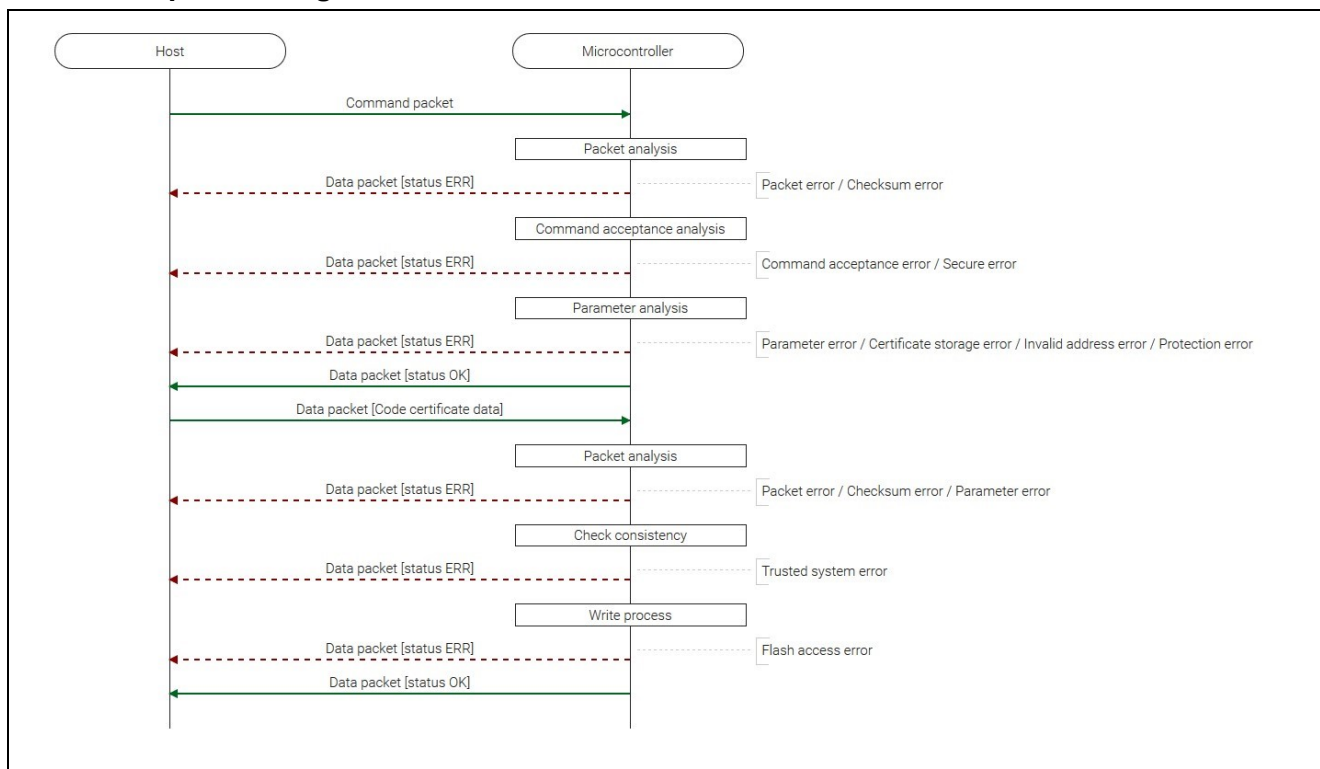 Host
Microcontroller
Command packet
Packet analysis
Data packet [status ERR]
Packet error / Checksum error
Command acceptance analysis
Data packet [status ERR]
Command acceptance error / Secure error
Parameter analysis
Data packet [status ERR]
Parameter error / Certificate storage error / Invalid address error / Protection error
Data packet [status OK]
Data packet [Code certificate data]
Packet analysis
Data packet [status ERR]
Packet error / Checksum error / Parameter error
Check consistency
Data packet [status ERR]
Trusted system error
Write process
Data packet [status ERR]
Flash access error
Data packet [status OK]